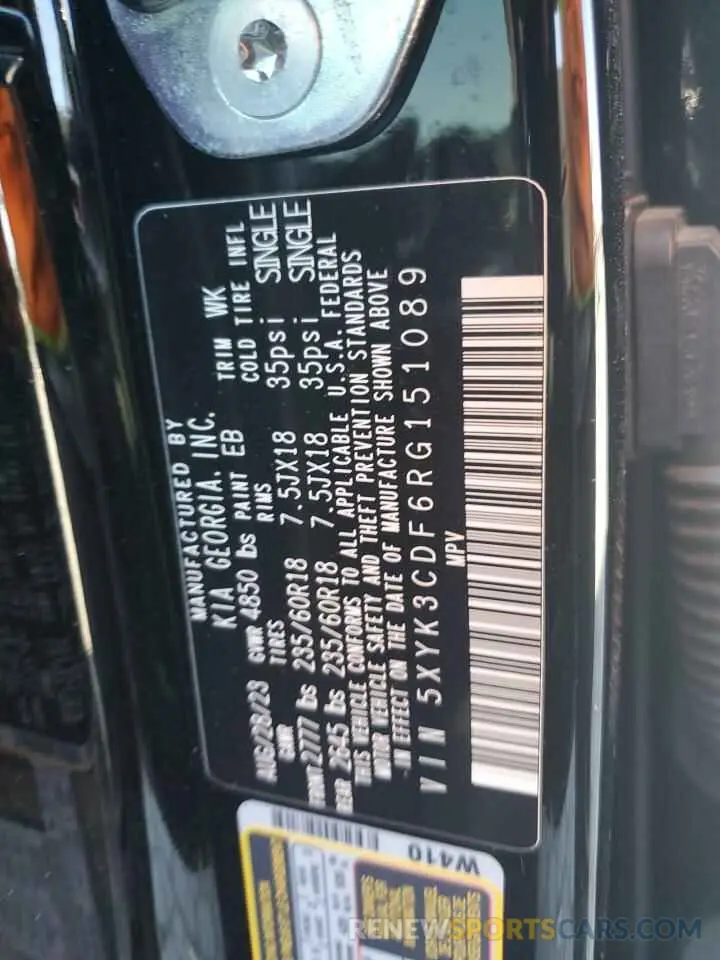 MANUFACTURED BY
KIA GEORGIA, INC.
AUG/28/23 GVWR 4850 lbs PAINT EB TRIM WK
GWR TIRES RIMS COLD TIRE INFL
FRONT 2777 lbs 235/60R18 7.5JX18 35psi SINGLE
REAR 2645 lbs 235/60R18 7.5JX18 35psi SINGLE
THIS VEHICLE CONFORMS TO ALL APPLICABLE U.S.A. FEDERAL
MOTOR VEHICLE SAFETY AND THEFT PREVENTION STANDARDS
IN EFFECT ON THE DATE OF MANUFACTURE SHOWN ABOVE
VIN 5XYK3CDF6RG151089
MPV
W410
RENEWSPORTSCARS.COM